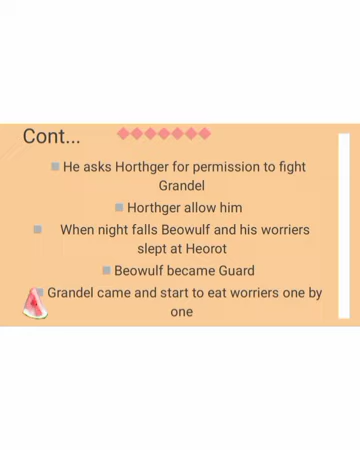 Cont...
He asks Horthger for permission to fight
Grandel
Horthger allow him
When night falls Beowulf and his worriers
slept at Heorot
Beowulf became Guard
Grandel came and start to eat worriers one by
one